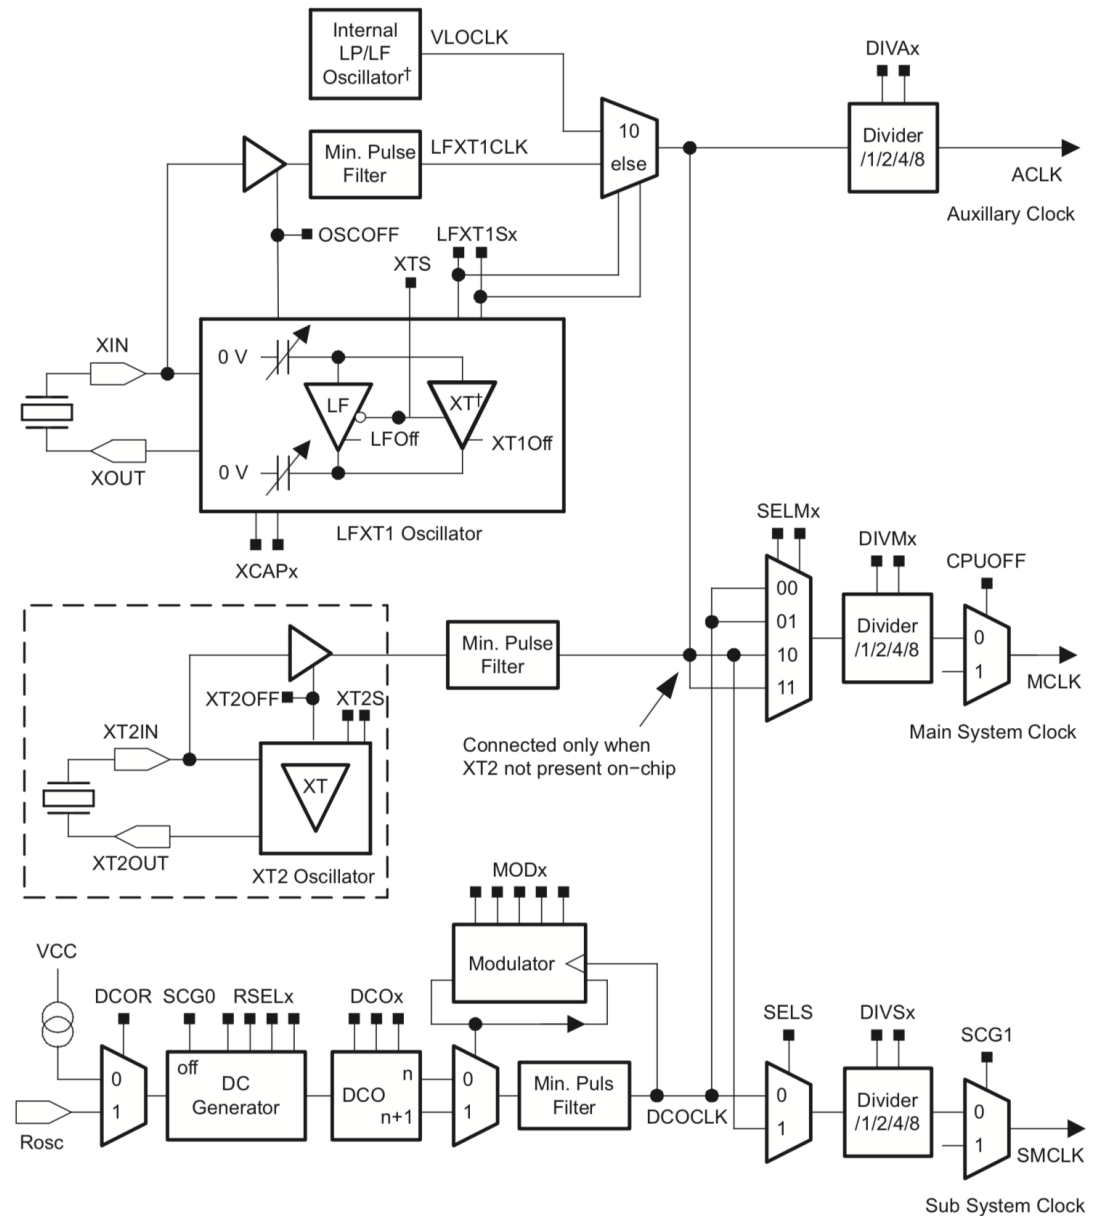 Internal
LP/LF
Oscillator†
VLOCLK
DIVAx
10
else
Divider
/1/2/4/8
ACLK
Auxillary Clock
Min. Pulse
Filter
LFXT1CLK
OSCOFF
LFXT1Sx
XTS
XIN
0 V
LF
XT†
LFOff
XT1Off
0 V
XOUT
LFXT1 Oscillator
XCAPx
SELMx
DIVMx
CPUOFF
00
01
10
11
Divider
/1/2/4/8
0
1
MCLK
Main System Clock
Min. Pulse
Filter
XT2OFF
XT2S
XT2IN
XT
XT2OUT
XT2 Oscillator
Connected only when
XT2 not present on−chip
MODx
Modulator
VCC
DCOR
SCG0
RSELx
DCOx
0
1
off
DC
Generator
n
DCO
n+1
0
1
Min. Puls
Filter
DCOCLK
Rosc
SELS
DIVSx
SCG1
0
1
Divider
/1/2/4/8
0
1
SMCLK
Sub System Clock